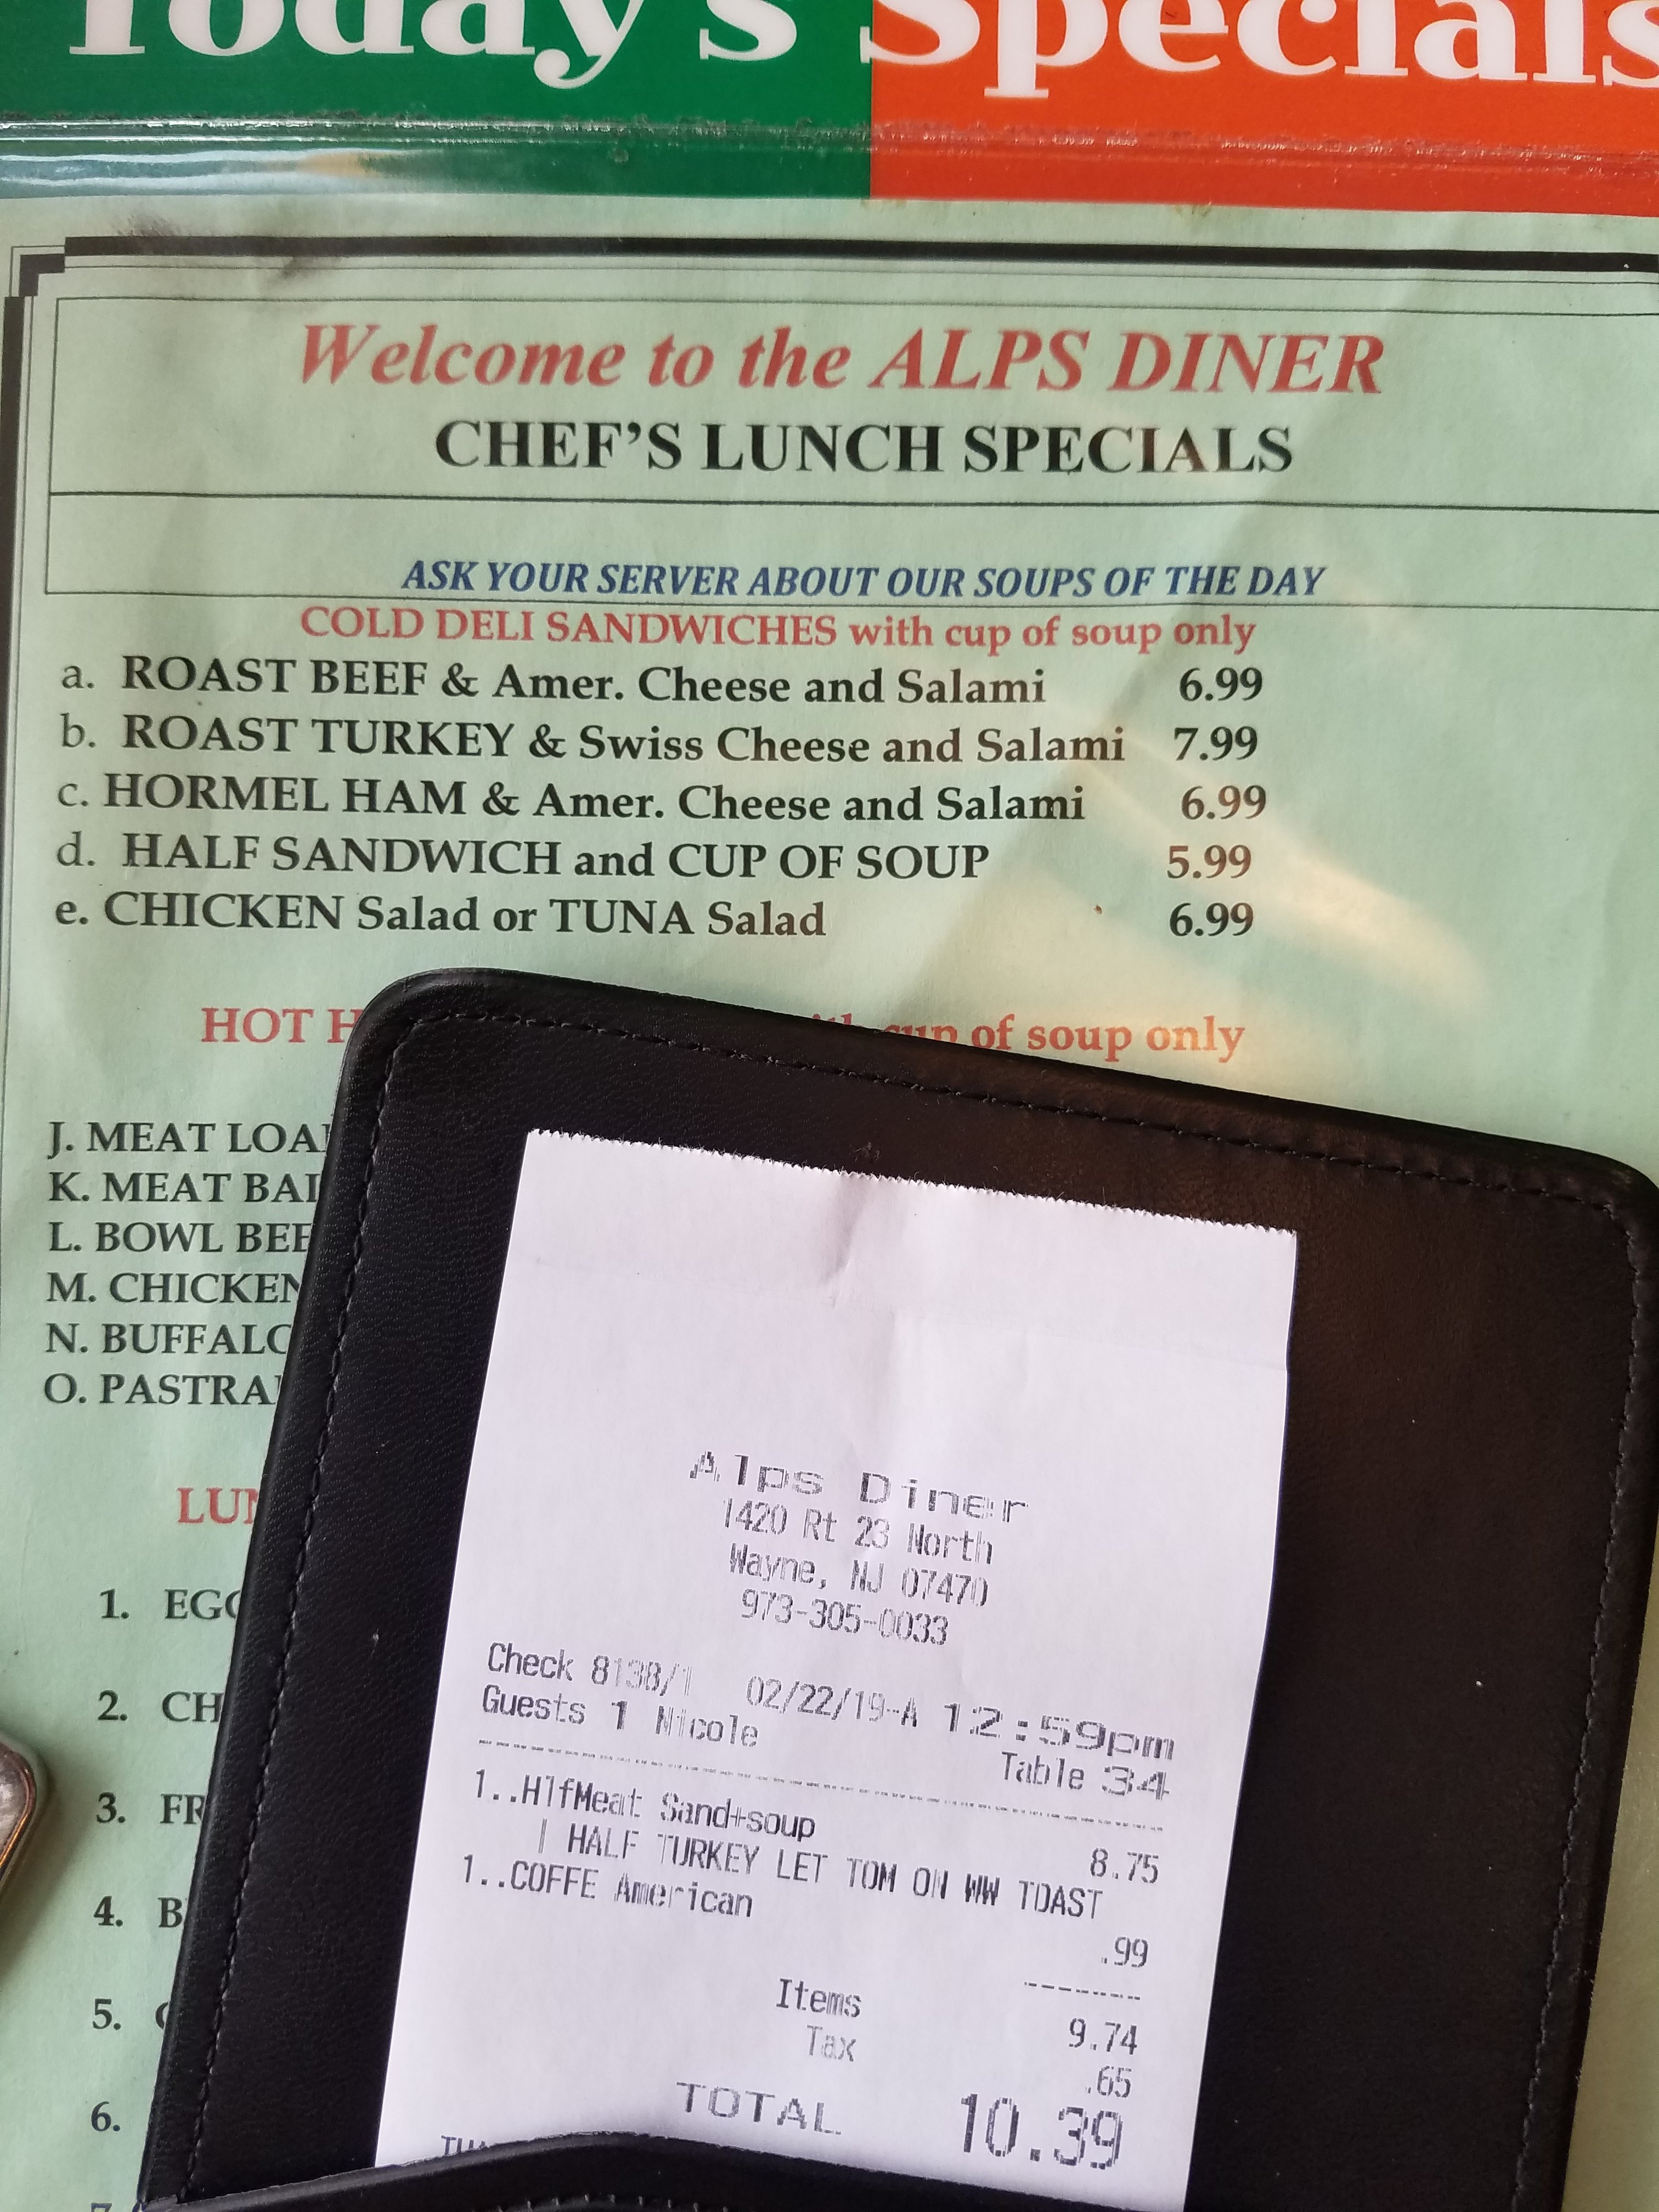 Today's Specials
Welcome to the ALPS DINER
CHEF'S LUNCH SPECIALS
ASK YOUR SERVER ABOUT OUR SOUPS OF THE DAY
COLD DELI SANDWICHES with cup of soup only
a. ROAST BEEF & Amer. Cheese and Salami 6.99
b. ROAST TURKEY & Swiss Cheese and Salami 7.99
c. HORMEL HAM & Amer. Cheese and Salami 6.99
d. HALF SANDWICH and CUP OF SOUP 5.99
e. CHICKEN Salad or TUNA Salad 6.99
HOT cup of soup only
J. MEAT
K. MEAT
L. BOWL
M. CHICKEN
N.
O.
1.
2.
3.
4.
5.
6.
Alps Diner
1420 Rt 23 North
Wayne, NJ 07470
973-305-0033
Check 8138/1 02/22/19-A 12:59pm
Guests 1 Nicole Table 34
1..HlfMeat Sand+soup 8.75
| HALF TURKEY LET TOM ON WW TOAST
1..COFFE American .99
Items 9.74
Tax .65
TOTAL 10.39